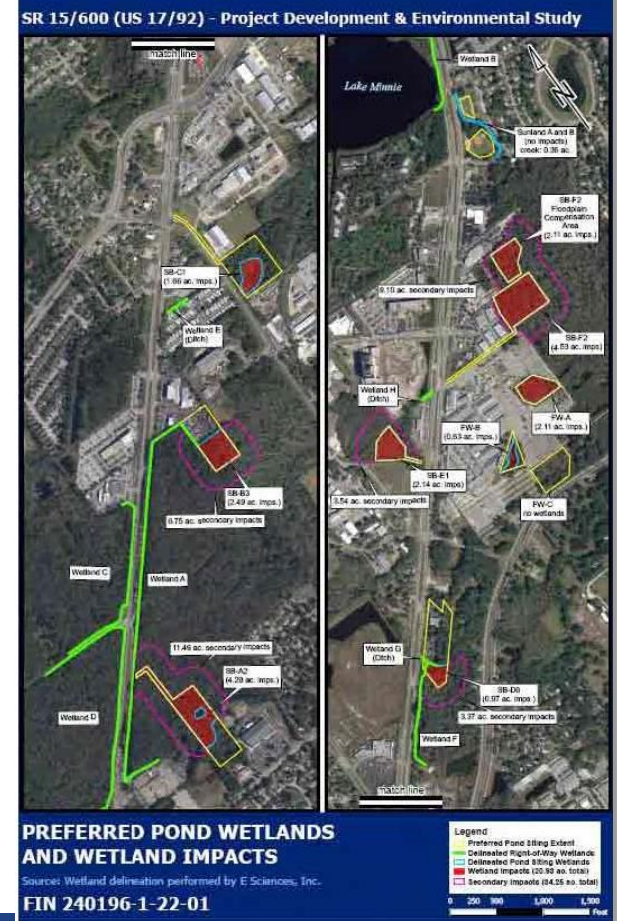 SR 15/600 (US 17/92) - Project Development & Environmental Study
match line
SB-C1
(1.86 ac. imps.)
Wetland E
(Ditch)
SB-B3
(2.49 ac. imps.)
6.75 ac. secondary impacts
Wetland C
Wetland A
11.46 ac. secondary impacts
SB-A2
(4.28 ac. imps.)
Wetland D
Wetland B
Lake Minnie
N
Sunland A and B
(no impacts)
creek: 0.36 ac.
SB-F2
Floodplain
Compensation
Area
(2.11 ac. imps.)
9.10 ac. secondary impacts
SB-F2
(4.53 ac. imps.)
Wetland H
(Ditch)
FW-A
(2.11 ac. imps.)
FW-B
(0.63 ac. imps.)
SB-E1
(2.14 ac. imps)
3.54 ac. secondary impacts
FW-C
no wetlands
Wetland G
(Ditch)
(0.97 ac. imps.)
3.37 ac. secondary impacts
Wetland F
match line
PREFERRED POND WETLANDS
AND WETLAND IMPACTS
Source: Wetland delineation performed by E Sciences, Inc.
FIN 240196-1-22-01
Legend
Preferred Pond Siting Extent
Delineated Right-of-Way Wetlands
Delineated Pond Siting Wetlands
Wetland Impacts (20.93 ac. total)
Secondary Impacts (34.25 ac. total)
0 250 500 1,000 1,500
Feet